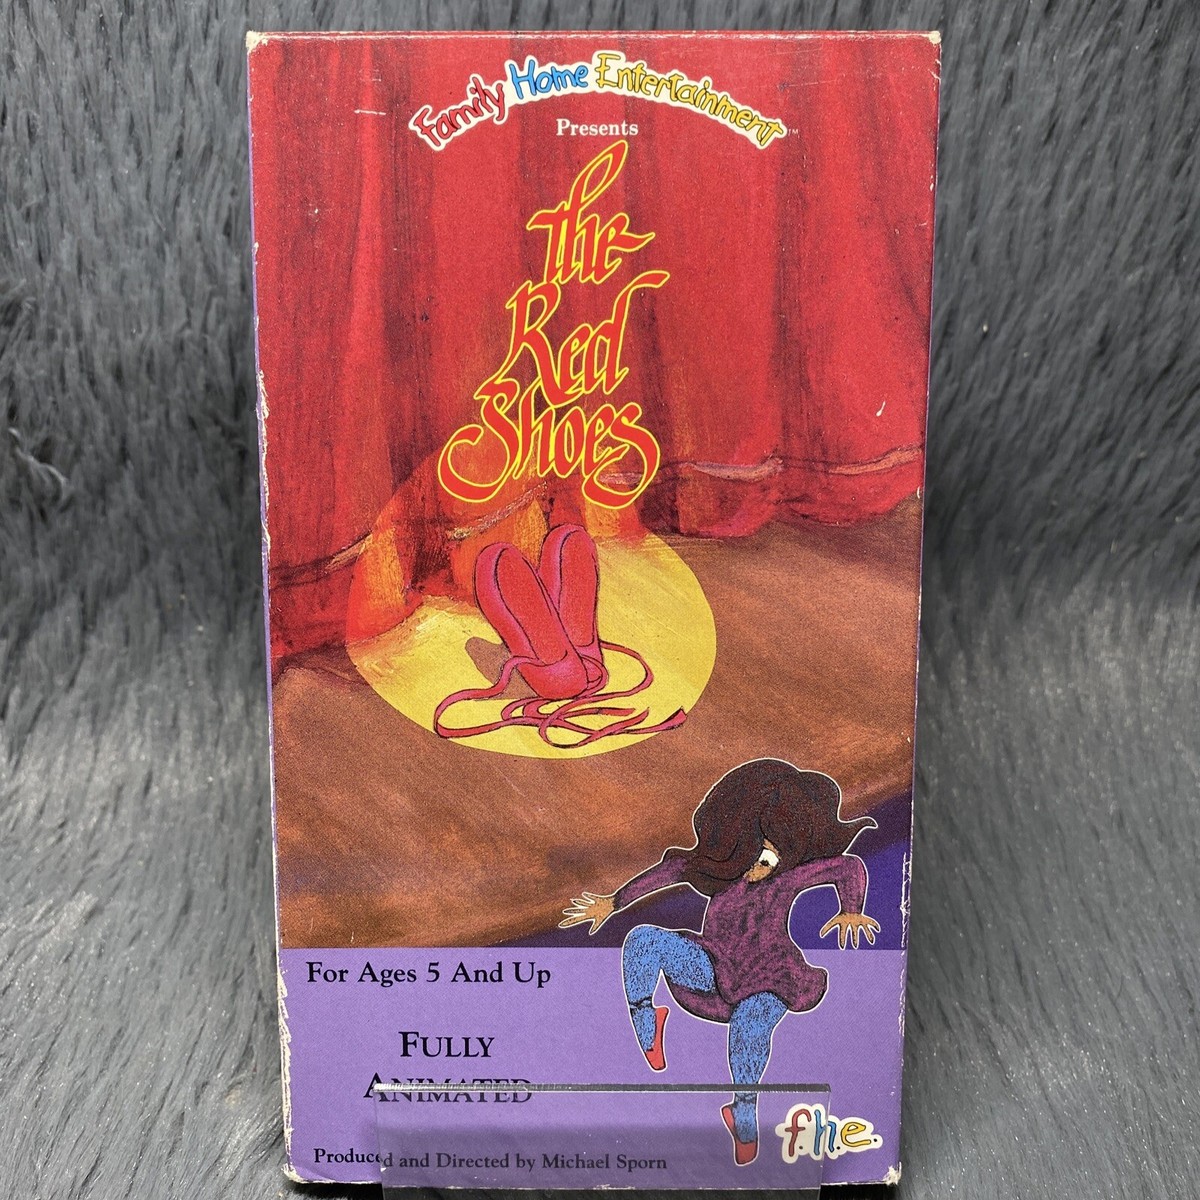 Family Home Entertainment™
Presents
the
Red
Shoes
For Ages 5 And Up
FULLY
ANIMATED
Produced and Directed by Michael Sporn
f.h.e.